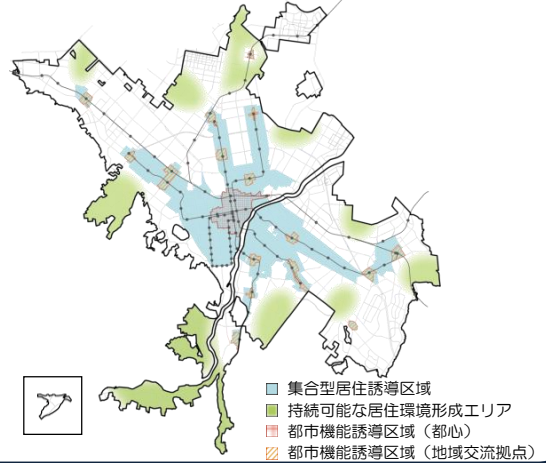 集合型居住誘導区域
持続可能な居住環境形成エリア
都市機能誘導区域（都心）
都市機能誘導区域（地域交流拠点）